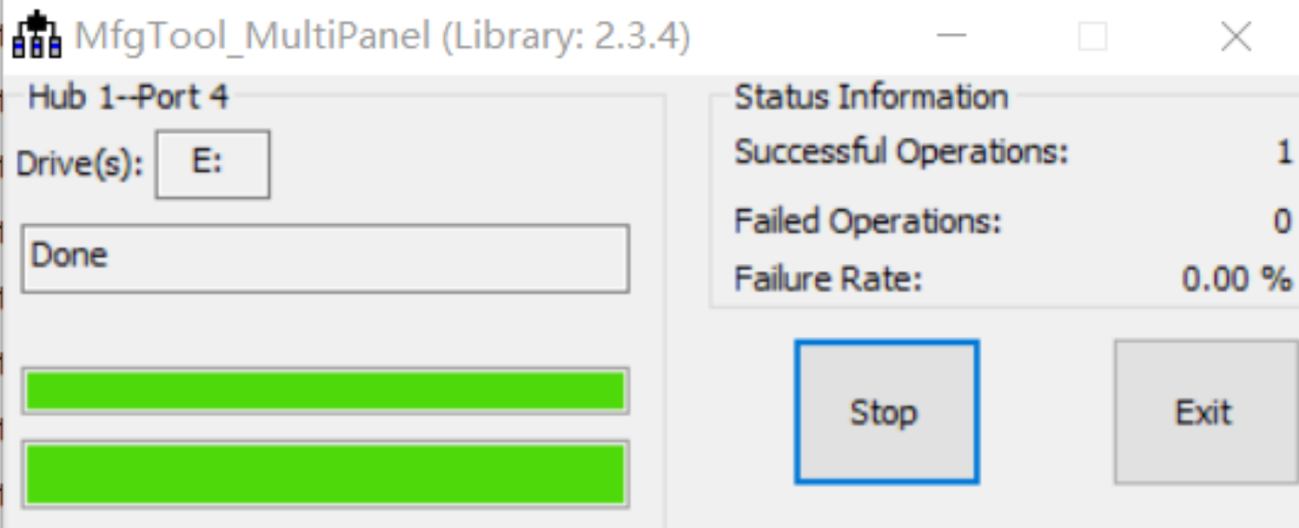 MfgTool_MultiPanel (Library: 2.3.4)
Hub 1--Port 4
Drive(s): E:
Done
Status Information
Successful Operations: 1
Failed Operations: 0
Failure Rate: 0.00 %
Stop
Exit